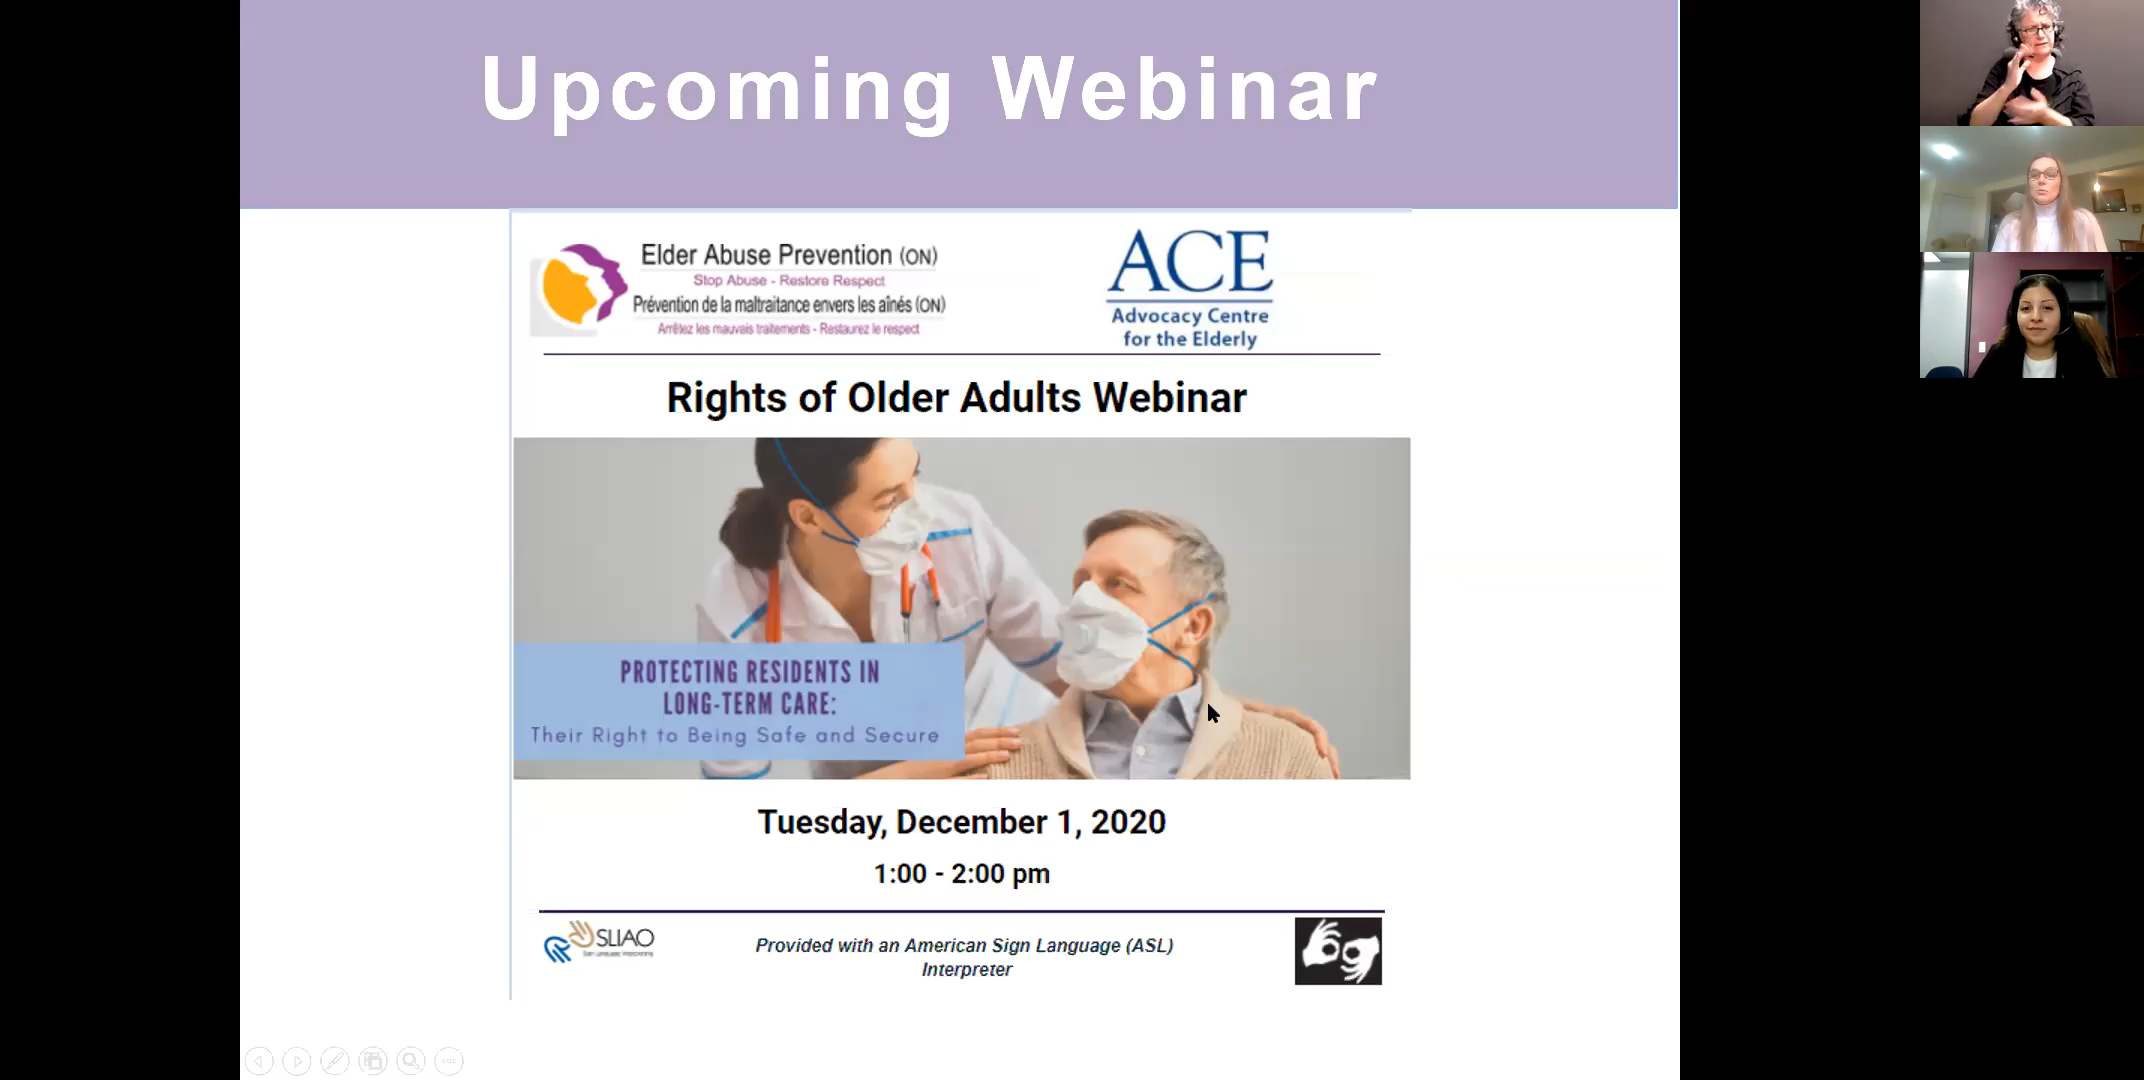 Upcoming Webinar
Elder Abuse Prevention (ON)
Stop Abuse - Restore Respect
Prévention de la maltraitance envers les aînés (ON)
Arrêtez les mauvais traitements - Restaurez le respect
ACE
Advocacy Centre
for the Elderly
Rights of Older Adults Webinar
PROTECTING RESIDENTS IN
LONG-TERM CARE:
Their Right to Being Safe and Secure
Tuesday, December 1, 2020
1:00 - 2:00 pm
SLIAO
Provided with an American Sign Language (ASL)
Interpreter